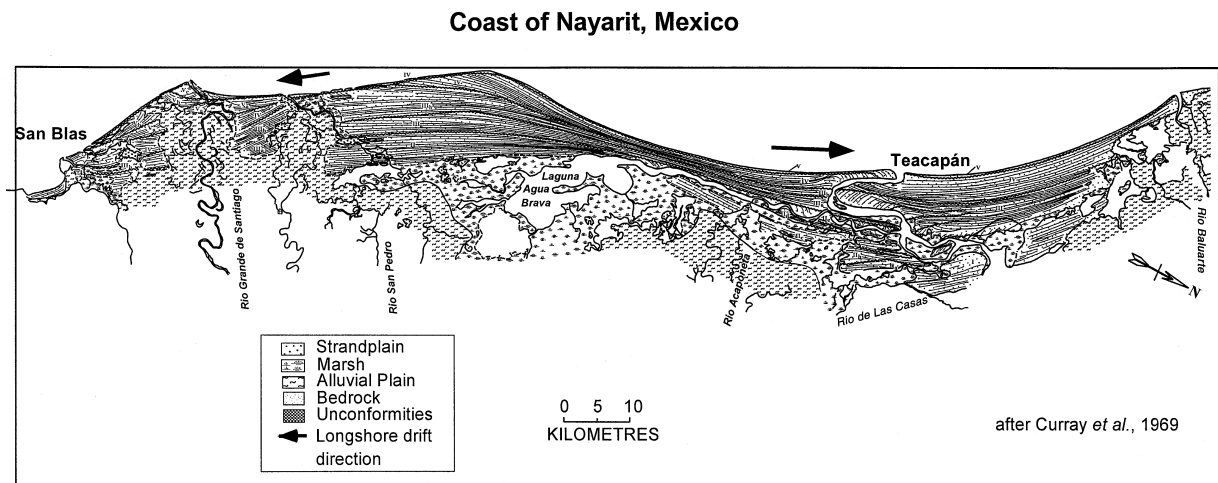 Coast of Nayarit, Mexico
IV
San Blas
Teacapán
V
V
Laguna
Agua
Brava
Rio Grande de Santiago
Rio San Pedro
Rio Acaponeta
Rio de Las Casas
Rio Baluarte
N
Strandplain
Marsh
Alluvial Plain
Bedrock
Unconformities
Longshore drift
direction
0 5 10
KILOMETRES
after Curray et al., 1969